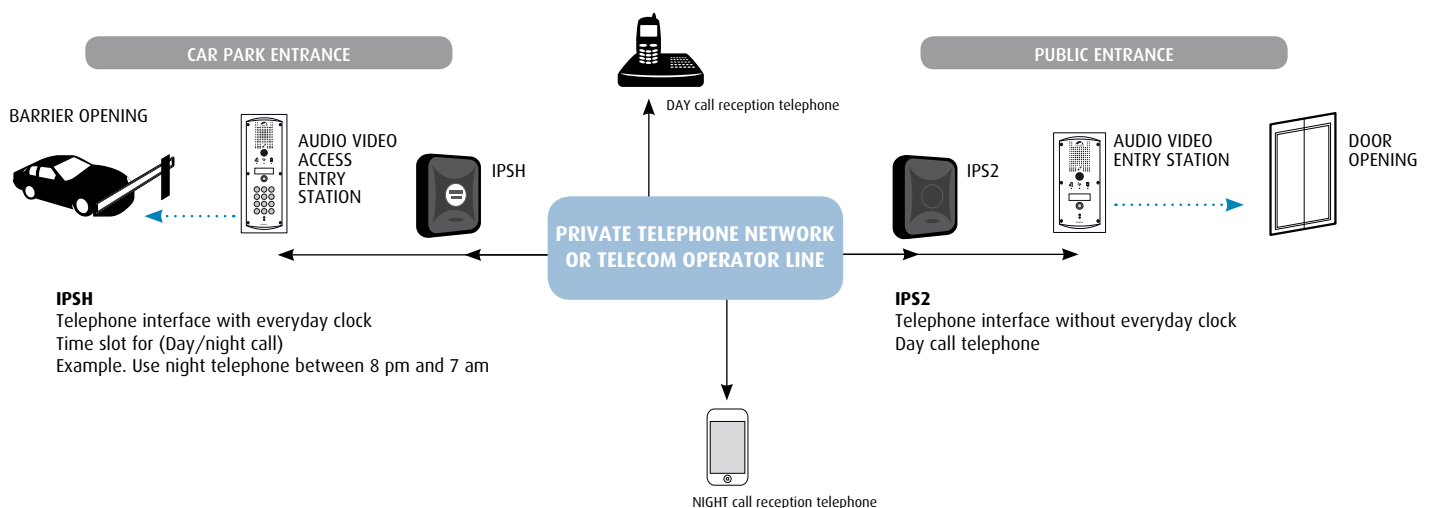 CAR PARK ENTRANCE
PUBLIC ENTRANCE
DAY call reception telephone
BARRIER OPENING
AUDIO VIDEO
ACCESS
ENTRY
STATION
IPSH
IPS2
AUDIO VIDEO
ENTRY STATION
DOOR
OPENING
PRIVATE TELEPHONE NETWORK
OR TELECOM OPERATOR LINE
IPSH
Telephone interface with everyday clock
Time slot for (Day/night call)
Example. Use night telephone between 8 pm and 7 am
IPS2
Telephone interface without everyday clock
Day call telephone
NIGHT call reception telephone